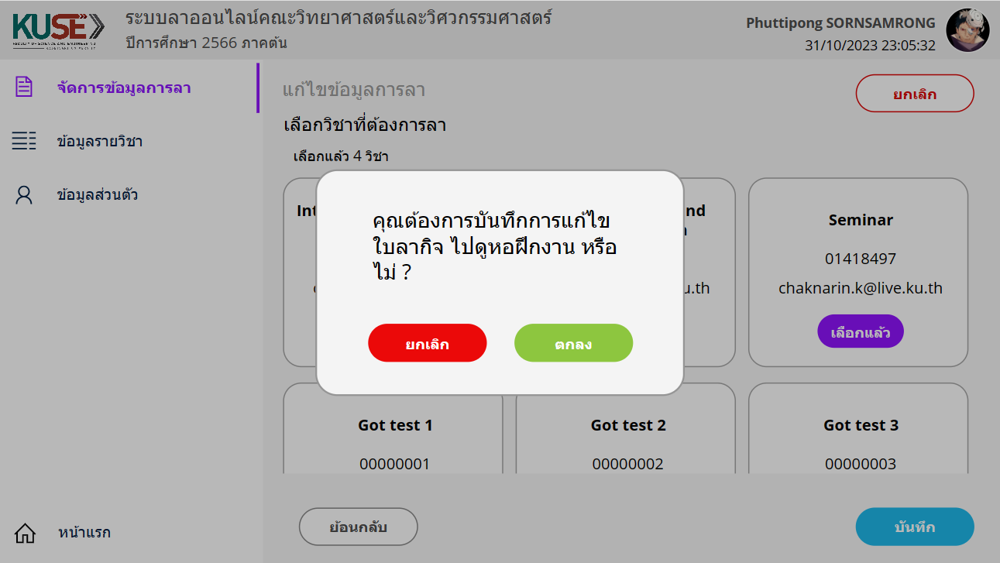 KUSE
FACULTY OF SCIENCE AND ENGINEERING
ระบบลาออนไลน์คณะวิทยาศาสตร์และวิศวกรรมศาสตร์
ปีการศึกษา 2566 ภาคต้น
Phuttipong SORNSAMRONG
31/10/2023 23:05:32
จัดการข้อมูลการลา
ข้อมูลรายวิชา
ข้อมูลส่วนตัว
หน้าแรก
แก้ไขข้อมูลการลา
ยกเลิก
เลือกวิชาที่ต้องการลา
เลือกแล้ว 4 วิชา
คุณต้องการบันทึกการแก้ไข
ใบลากิจ ไปดูหอฝึกงาน หรือ
ไม่ ?
ยกเลิก
ตกลง
Seminar
01418497
chaknarin.k@live.ku.th
เลือกแล้ว
Got test 1
00000001
Got test 2
00000002
Got test 3
00000003
ย้อนกลับ
บันทึก